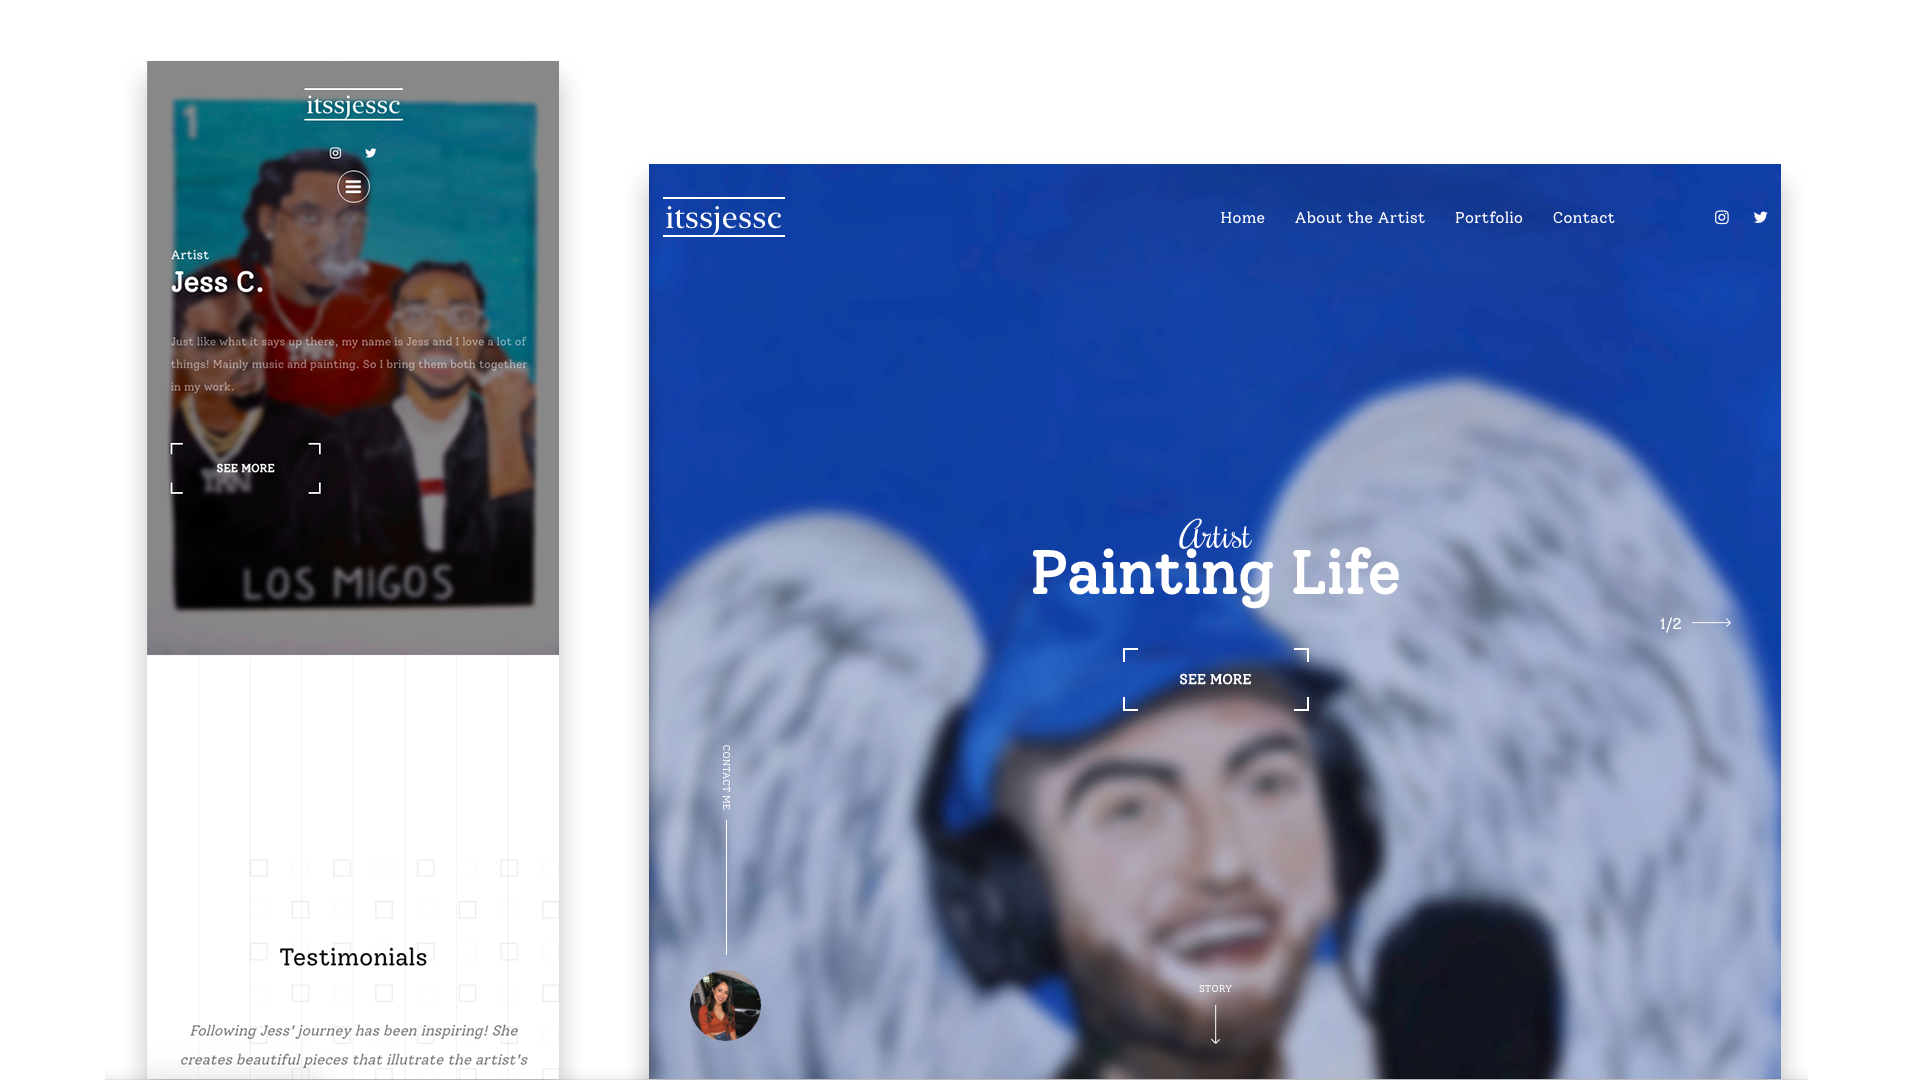 itssjessc
1
Artist
Jess C.
Just like what it says up there, my name is Jess and I love a lot of
things! Mainly music and painting. So I bring them both together
in my work.
SEE MORE
LOS MIGOS
Testimonials
Following Jess' journey has been inspiring! She
creates beautiful pieces that illutrate the artist's
itssjessc
Home
About the Artist
Portfolio
Contact
Artist
Painting Life
1/2
SEE MORE
CONTACT ME
STORY